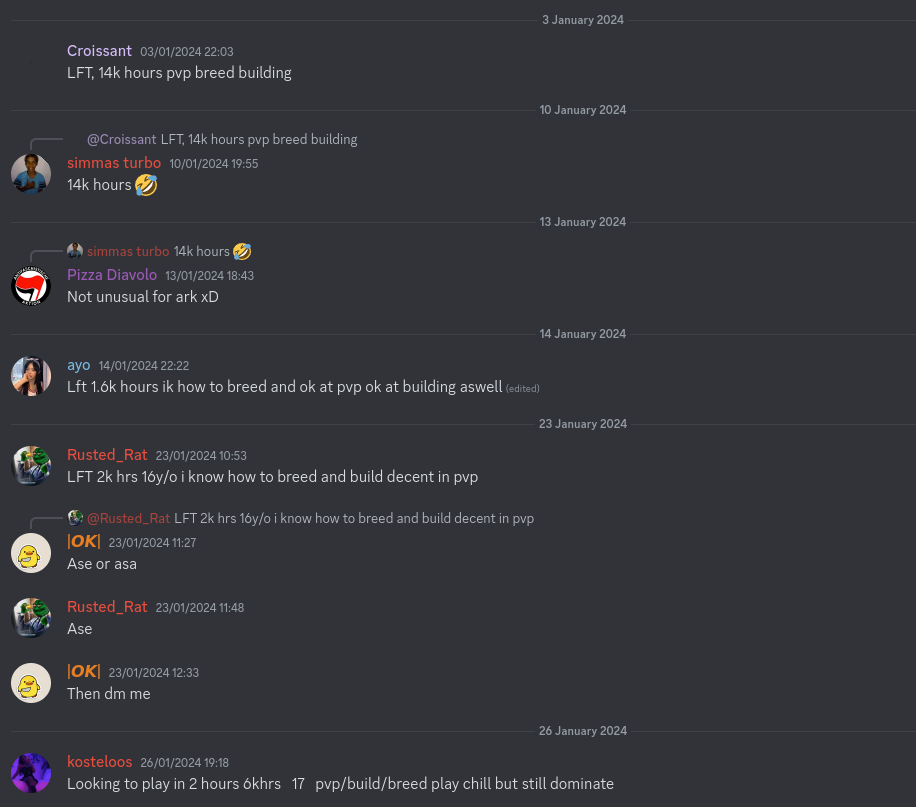 3 January 2024
Croissant 03/01/2024 22:03
LFT, 14k hours pvp breed building
10 January 2024
@Croissant LFT, 14k hours pvp breed building
simmas turbo 10/01/2024 19:55
14k hours 🤣
13 January 2024
simmas turbo 14k hours 🤣
Pizza Diavolo 13/01/2024 18:43
Not unusual for ark xD
14 January 2024
ayo 14/01/2024 22:22
Lft 1.6k hours ik how to breed and ok at pvp ok at building aswell (edited)
23 January 2024
Rusted_Rat 23/01/2024 10:53
LFT 2k hrs 16y/o i know how to breed and build decent in pvp
@Rusted_Rat LFT 2k hrs 16y/o i know how to breed and build decent in pvp
|OK| 23/01/2024 11:27
Ase or asa
Rusted_Rat 23/01/2024 11:48
Ase
|OK| 23/01/2024 12:33
Then dm me
26 January 2024
kosteloos 26/01/2024 19:18
Looking to play in 2 hours 6khrs 17 pvp/build/breed play chill but still dominate